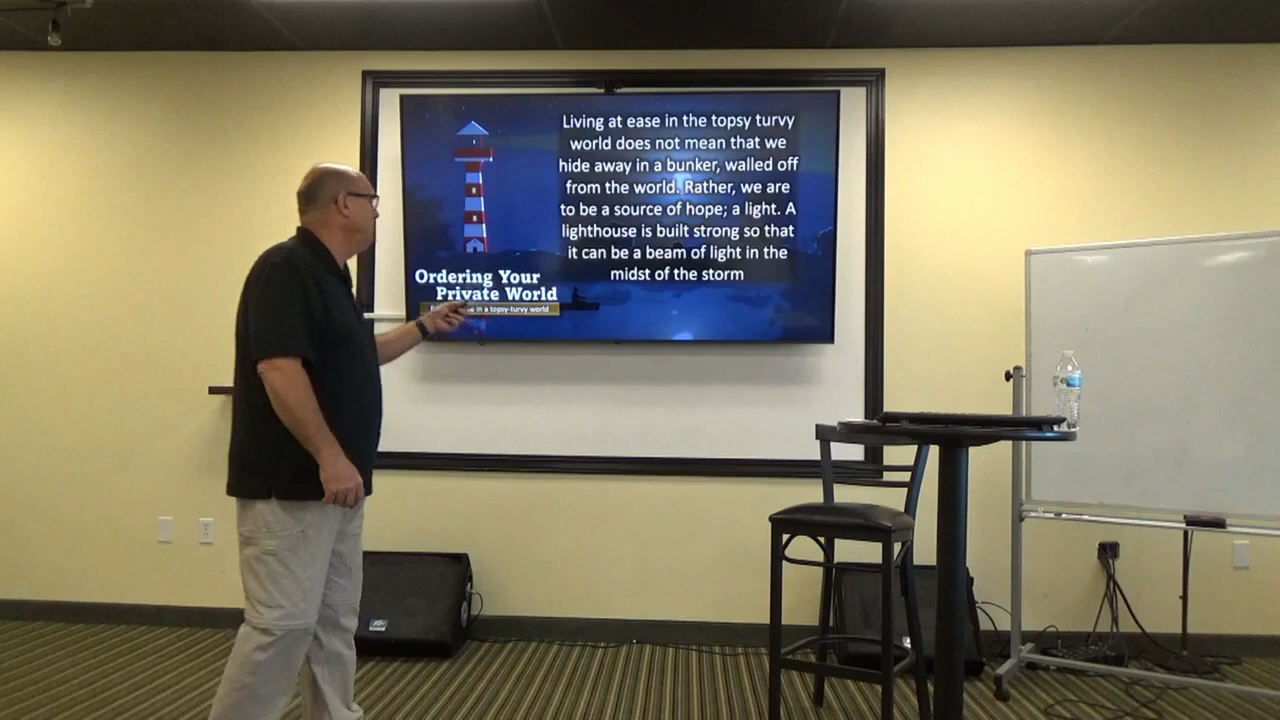 Living at ease in the topsy turvy
world does not mean that we
hide away in a bunker, walled off
from the world. Rather, we are
to be a source of hope; a light. A
lighthouse is built strong so that
it can be a beam of light in the
midst of the storm
Ordering Your
Private World
in a topsy-turvy world